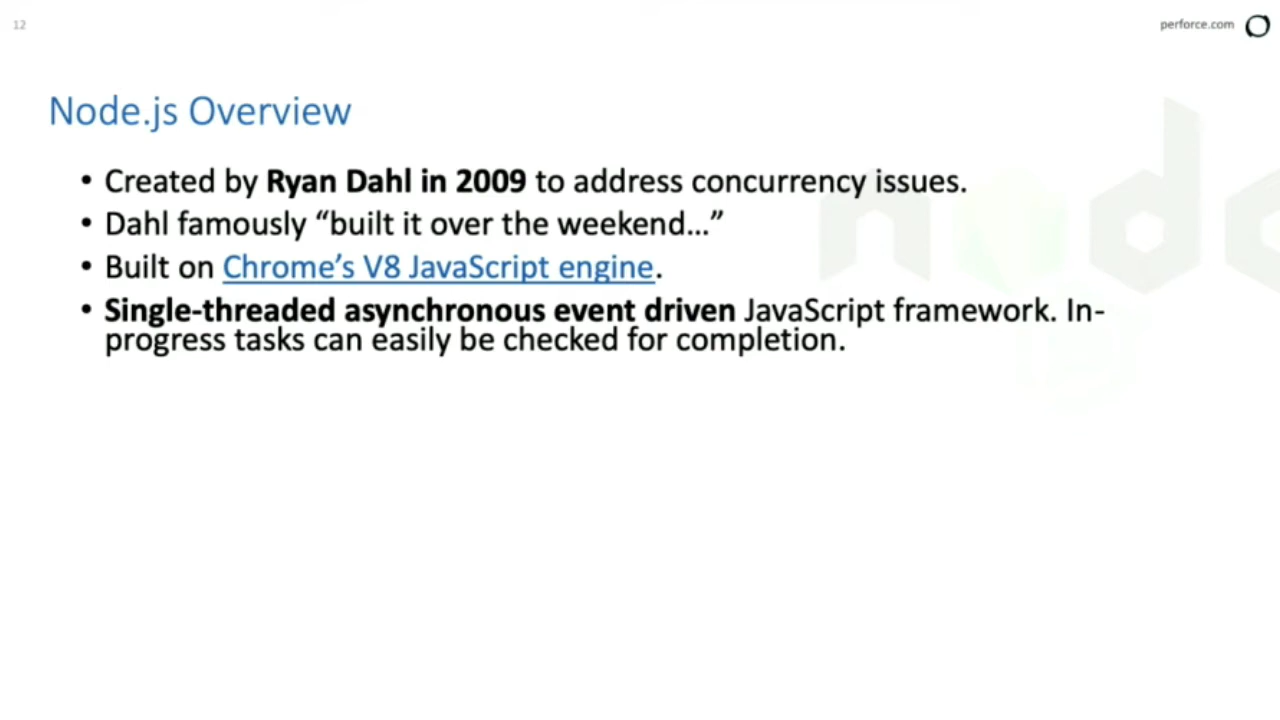 12
perforce.com
Node.js Overview
• Created by Ryan Dahl in 2009 to address concurrency issues.
• Dahl famously “built it over the weekend…”
• Built on Chrome’s V8 JavaScript engine.
• Single-threaded asynchronous event driven JavaScript framework. In-
progress tasks can easily be checked for completion.
node